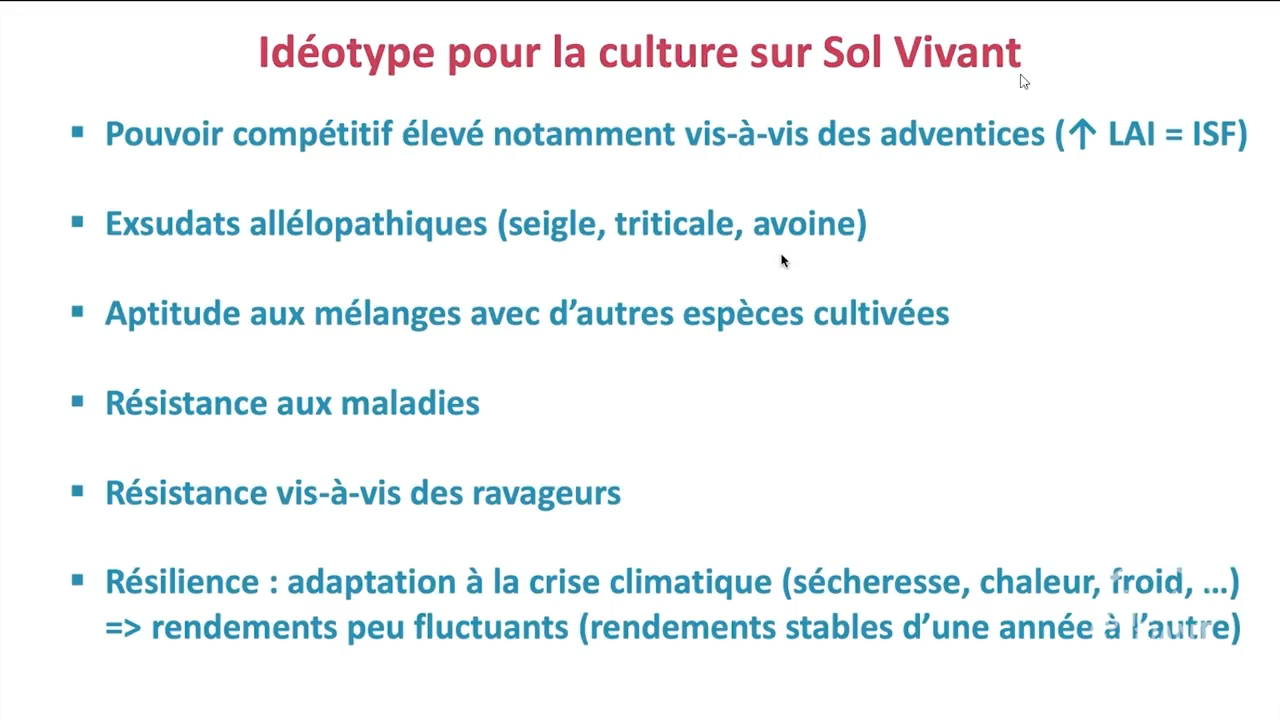 Idéotype pour la culture sur Sol Vivant
▪ Pouvoir compétitif élevé notamment vis-à-vis des adventices (↑ LAI = ISF)
▪ Exsudats allélopathiques (seigle, triticale, avoine)
▪ Aptitude aux mélanges avec d’autres espèces cultivées
▪ Résistance aux maladies
▪ Résistance vis-à-vis des ravageurs
▪ Résilience : adaptation à la crise climatique (sécheresse, chaleur, froid, …)
=> rendements peu fluctuants (rendements stables d’une année à l’autre)